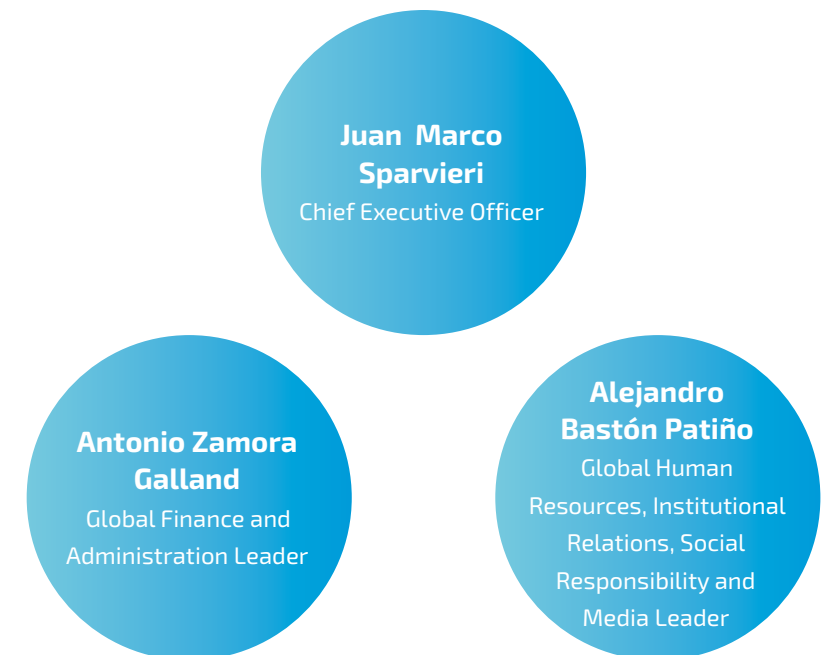 Juan Marco
Sparvieri
Chief Executive Officer
Antonio Zamora
Galland
Global Finance and
Administration Leader
Alejandro
Bastón Patiño
Global Human
Resources, Institutional
Relations, Social
Responsibility and
Media Leader